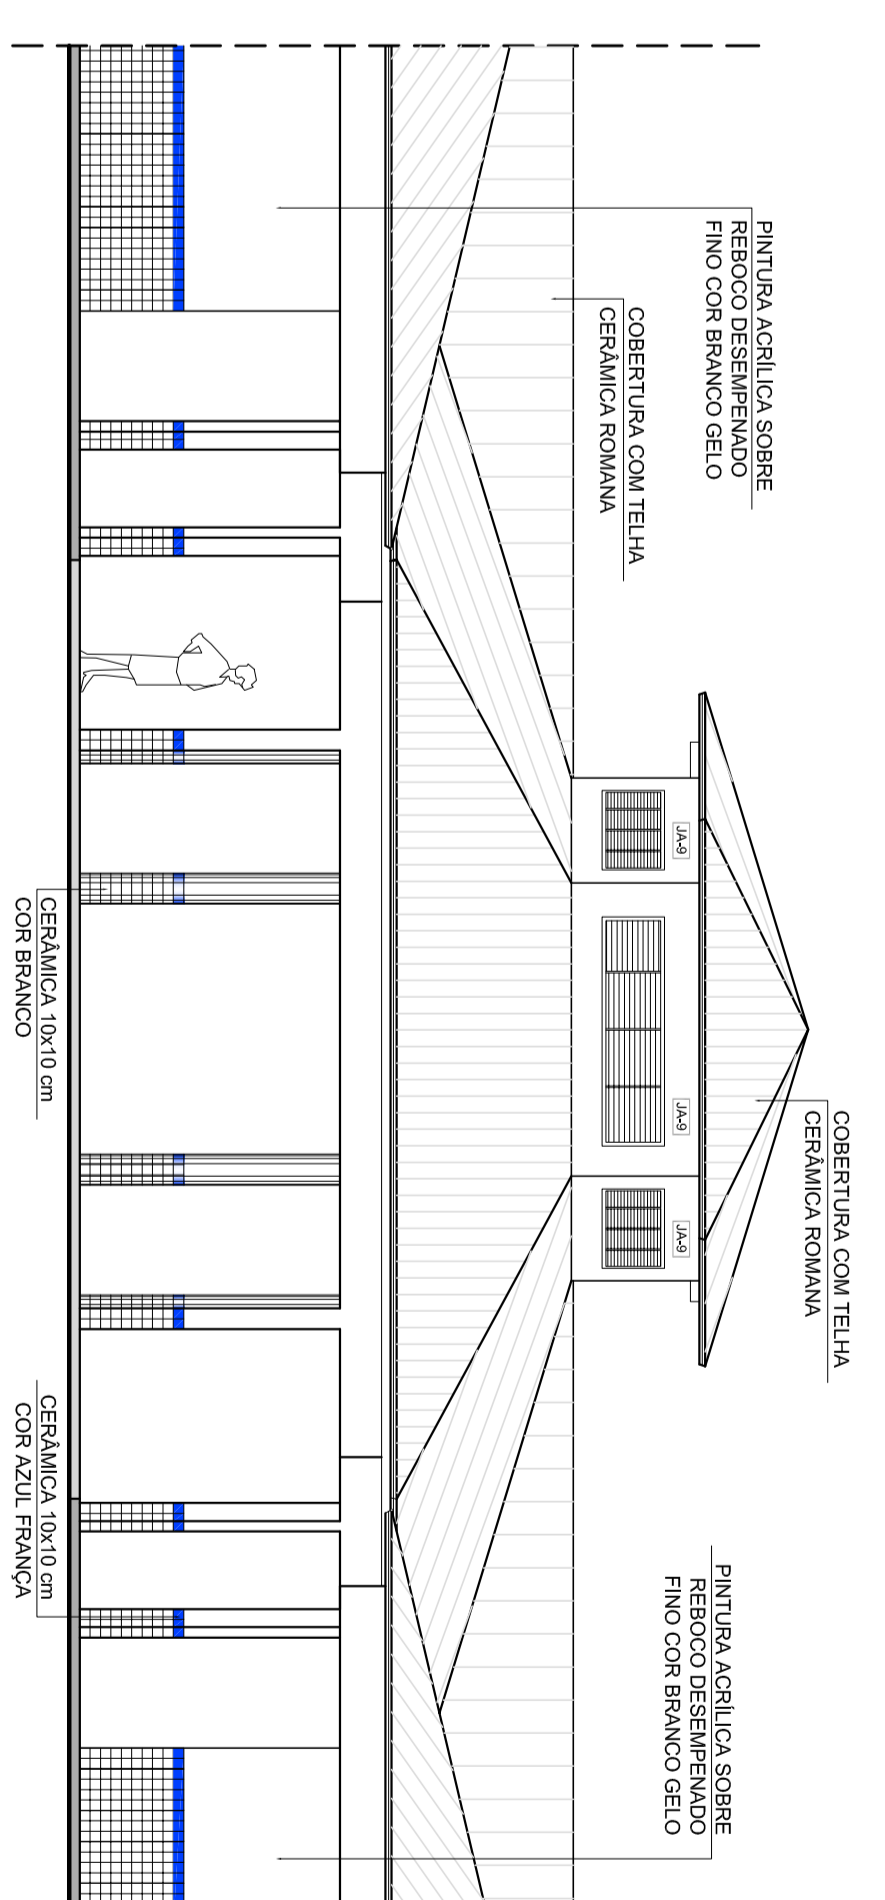 PINTURA ACRÍLICA SOBRE
REBOCO DESEMPENADO
FINO COR BRANCO GELO
COBERTURA COM TELHA
CERÂMICA ROMANA
JA-9
JA-9
JA-9
COBERTURA COM TELHA
CERÂMICA ROMANA
PINTURA ACRÍLICA SOBRE
REBOCO DESEMPENADO
FINO COR BRANCO GELO
CERÂMICA 10x10 cm
COR BRANCO
CERÂMICA 10x10 cm
COR AZUL FRANÇA